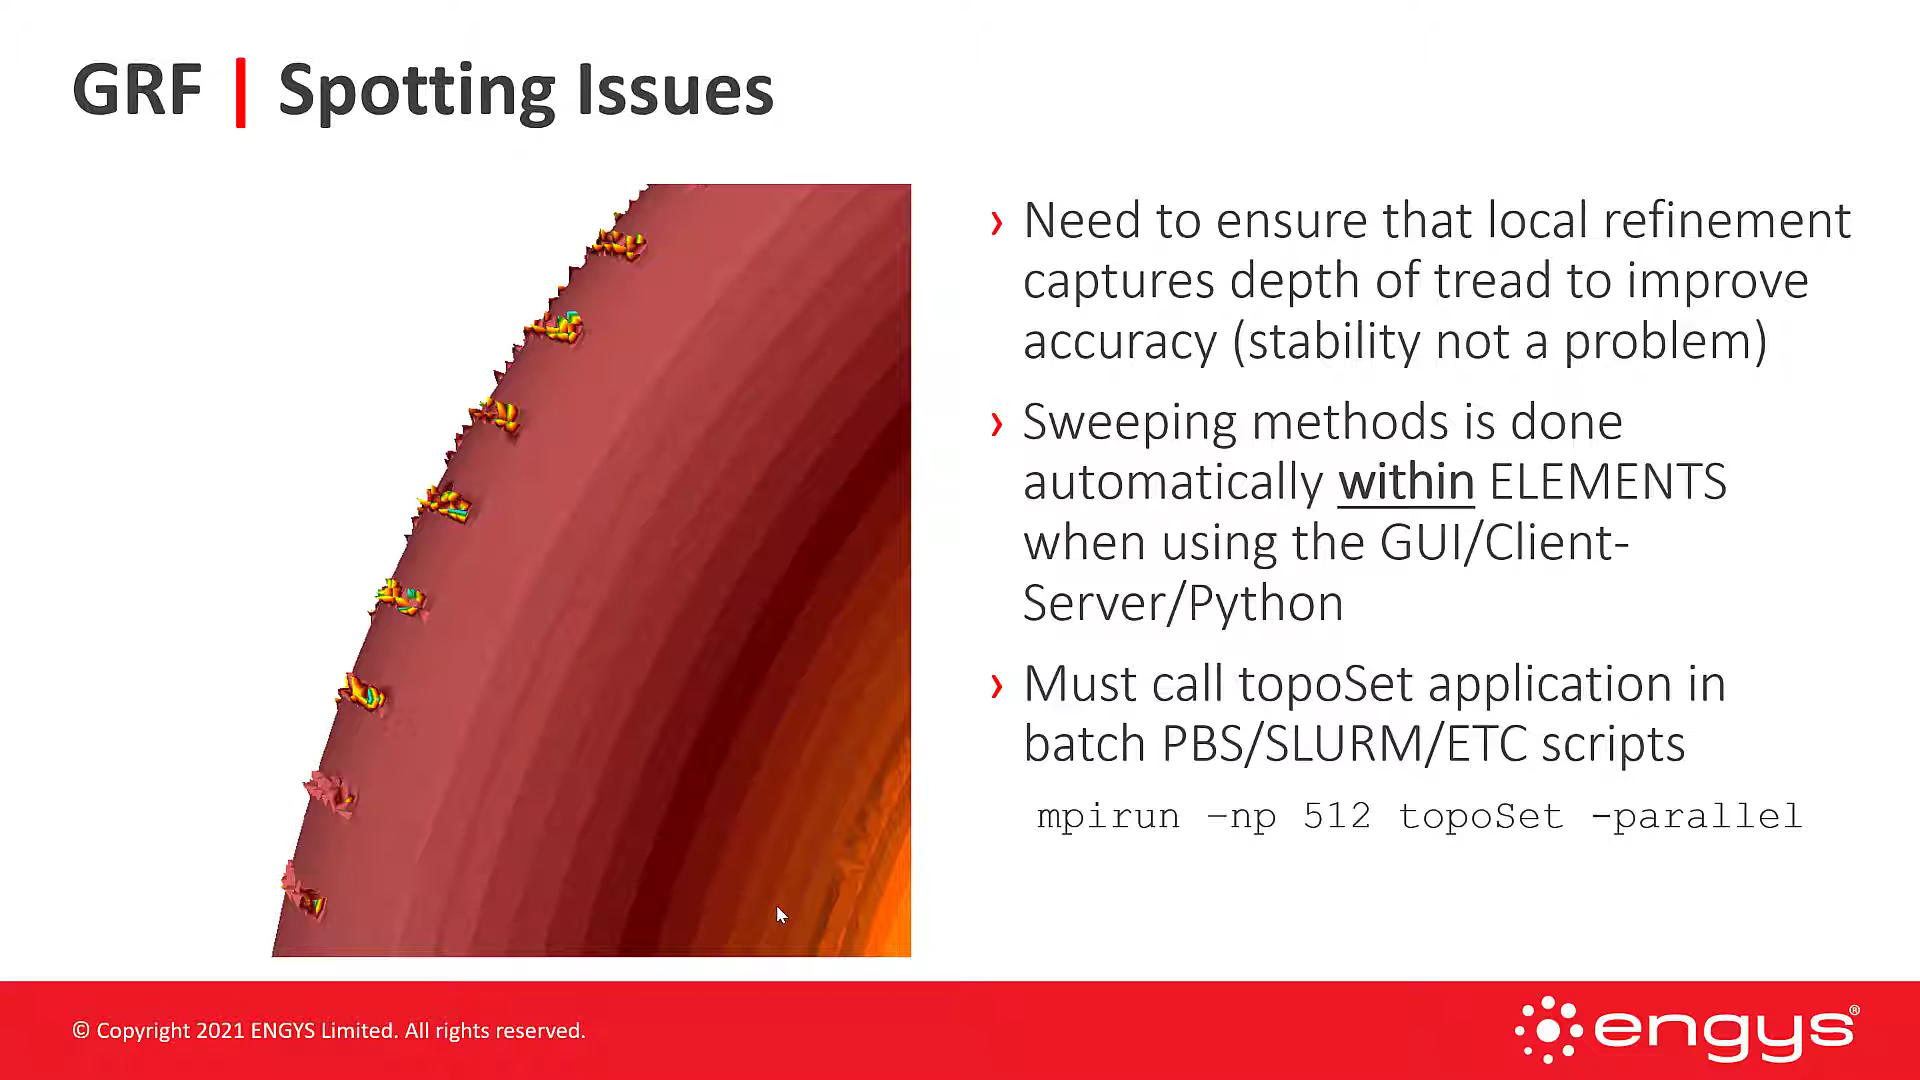 GRF | Spotting Issues
› Need to ensure that local refinement
captures depth of tread to improve
accuracy (stability not a problem)
› Sweeping methods is done
automatically within ELEMENTS
when using the GUI/Client-
Server/Python
› Must call topoSet application in
batch PBS/SLURM/ETC scripts
mpirun –np 512 topoSet -parallel
© Copyright 2021 ENGYS Limited. All rights reserved.
engys®